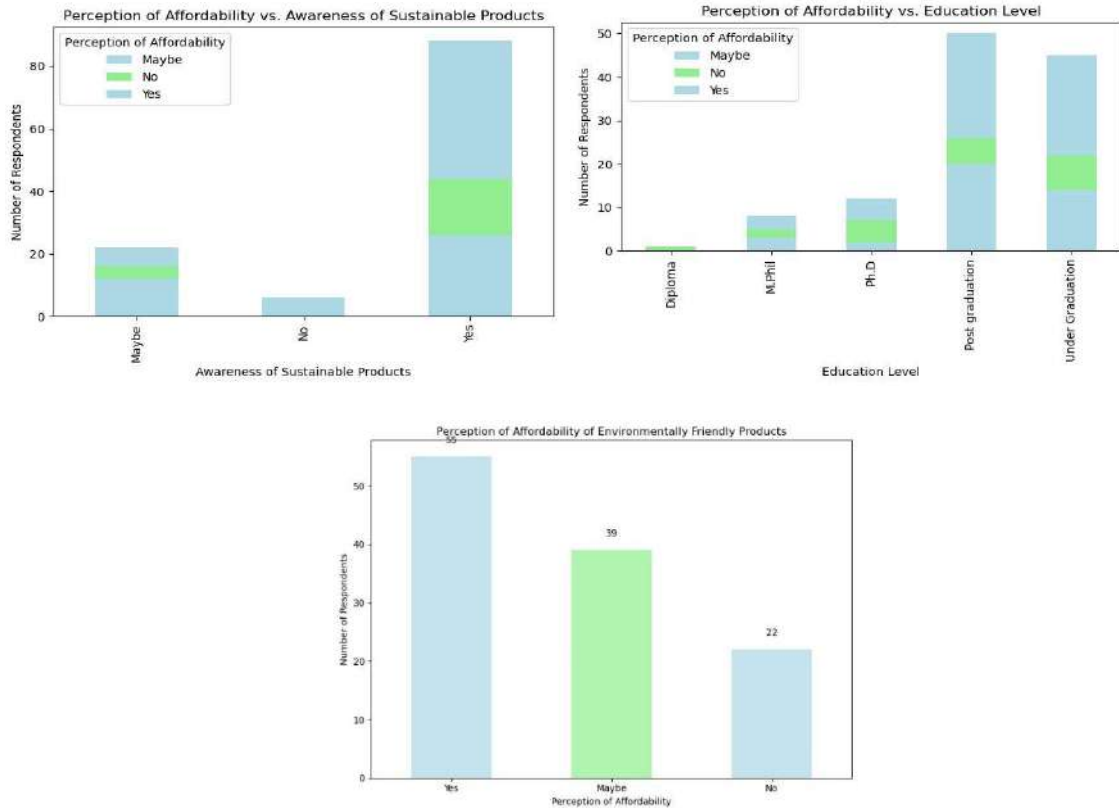 Perception of Affordability vs. Awareness of Sustainable Products
Perception of Affordability
Maybe
No
Yes
80
60
40
20
0
Number of Respondents
Maybe
No
Yes
Awareness of Sustainable Products
Perception of Affordability vs. Education Level
Perception of Affordability
Maybe
No
Yes
50
40
30
20
10
0
Number of Respondents
Diploma
M.Phil
Ph.D
Post graduation
Under Graduation
Education Level
Perception of Affordability of Environmentally Friendly Products
55
39
22
50
40
30
20
10
0
Number of Respondents
Yes
Maybe
No
Perception of Affordability